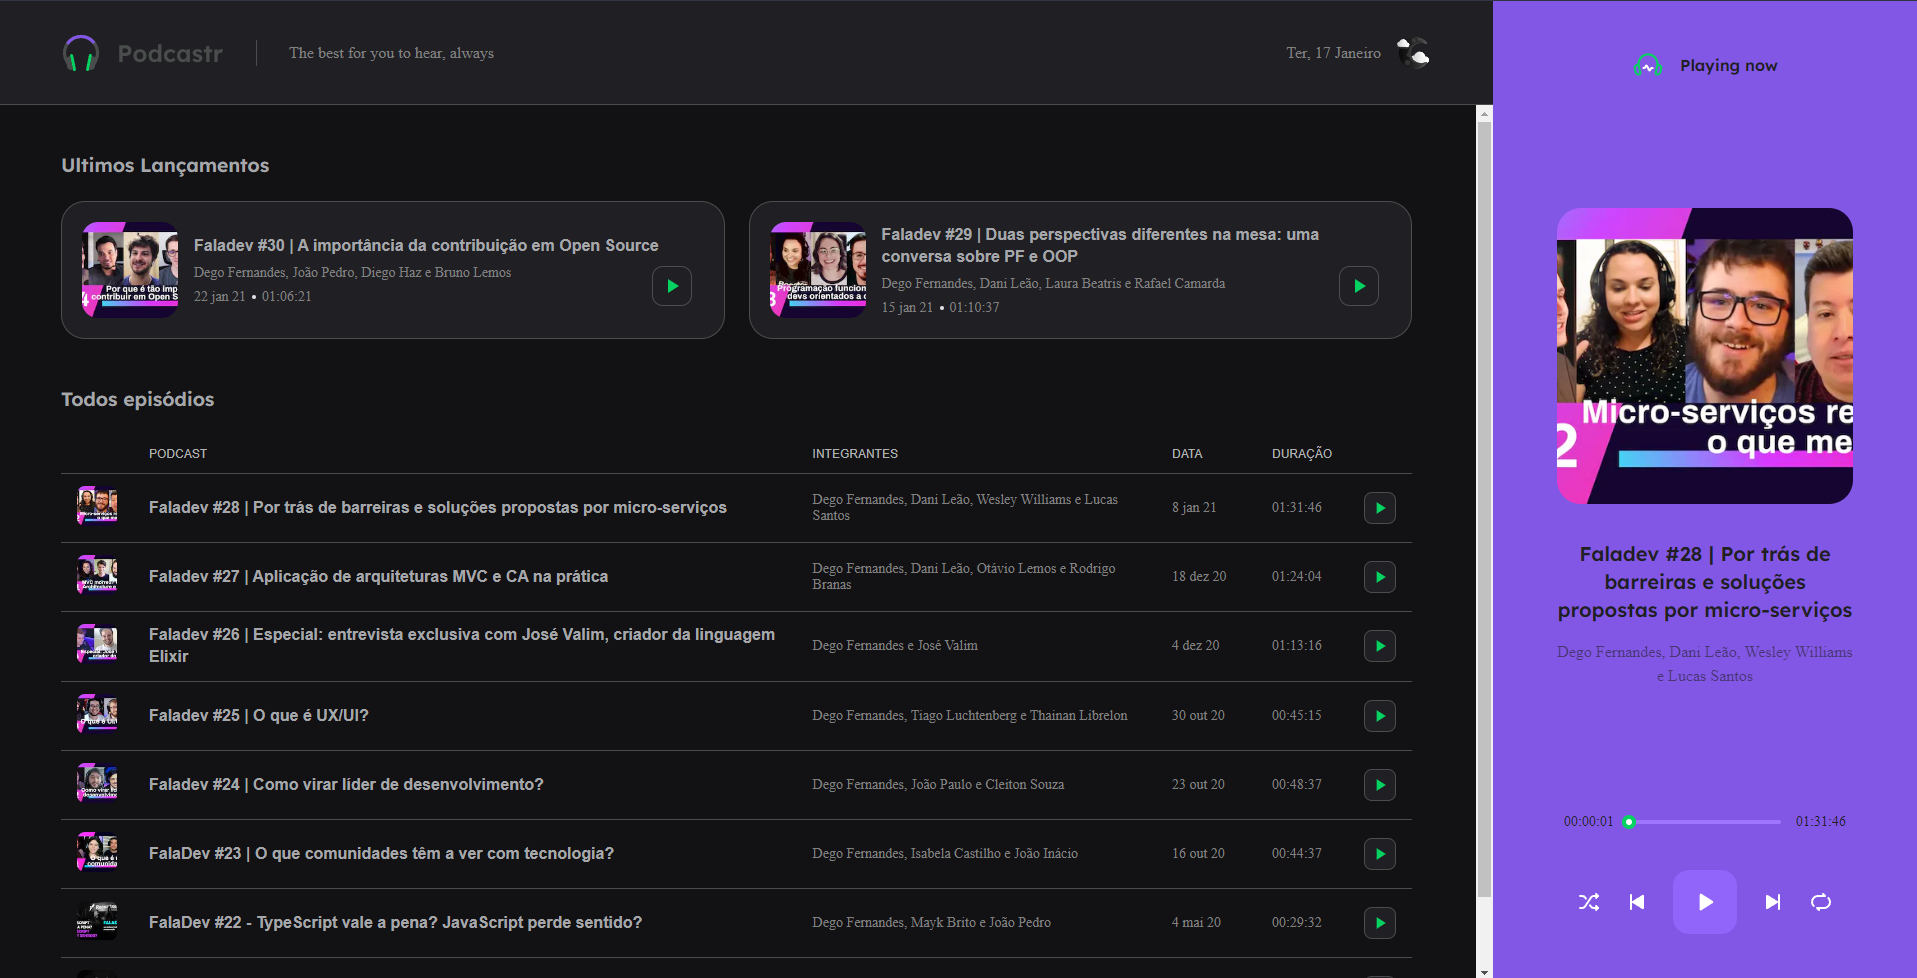 Podcastr
The best for you to hear, always
Ter, 17 Janeiro
Ultimos Lançamentos
Por que é tão imp
contribuir em Open S
Faladev #30 | A importância da contribuição em Open Source
Dego Fernandes, João Pedro, Diego Haz e Bruno Lemos
22 jan 21 • 01:06:21
Programação funcion
devs orientados a o
Faladev #29 | Duas perspectivas diferentes na mesa: uma
conversa sobre PF e OOP
Dego Fernandes, Dani Leão, Laura Beatris e Rafael Camarda
15 jan 21 • 01:10:37
Todos episódios
PODCAST INTEGRANTES DATA DURAÇÃO
Faladev #28 | Por trás de barreiras e soluções propostas por micro-serviços
Dego Fernandes, Dani Leão, Wesley Williams e Lucas
Santos
8 jan 21
01:31:46
Faladev #27 | Aplicação de arquiteturas MVC e CA na prática
Dego Fernandes, Dani Leão, Otávio Lemos e Rodrigo
Branas
18 dez 20
01:24:04
Faladev #26 | Especial: entrevista exclusiva com José Valim, criador da linguagem
Elixir
Dego Fernandes e José Valim
4 dez 20
01:13:16
Faladev #25 | O que é UX/UI?
Dego Fernandes, Tiago Luchtenberg e Thainan Librelon
30 out 20
00:45:15
Faladev #24 | Como virar líder de desenvolvimento?
Dego Fernandes, João Paulo e Cleiton Souza
23 out 20
00:48:37
FalaDev #23 | O que comunidades têm a ver com tecnologia?
Dego Fernandes, Isabela Castilho e João Inácio
16 out 20
00:44:37
FalaDev #22 - TypeScript vale a pena? JavaScript perde sentido?
Dego Fernandes, Mayk Brito e João Pedro
4 mai 20
00:29:32
Playing now
Micro-serviços re
o que me
2
Faladev #28 | Por trás de
barreiras e soluções
propostas por micro-serviços
Dego Fernandes, Dani Leão, Wesley Williams
e Lucas Santos
00:00:01
01:31:46